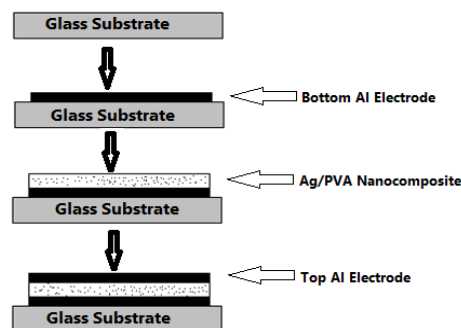 Glass Substrate
Bottom Al Electrode
Glass Substrate
Ag/PVA Nanocomposite
Glass Substrate
Top Al Electrode
Glass Substrate